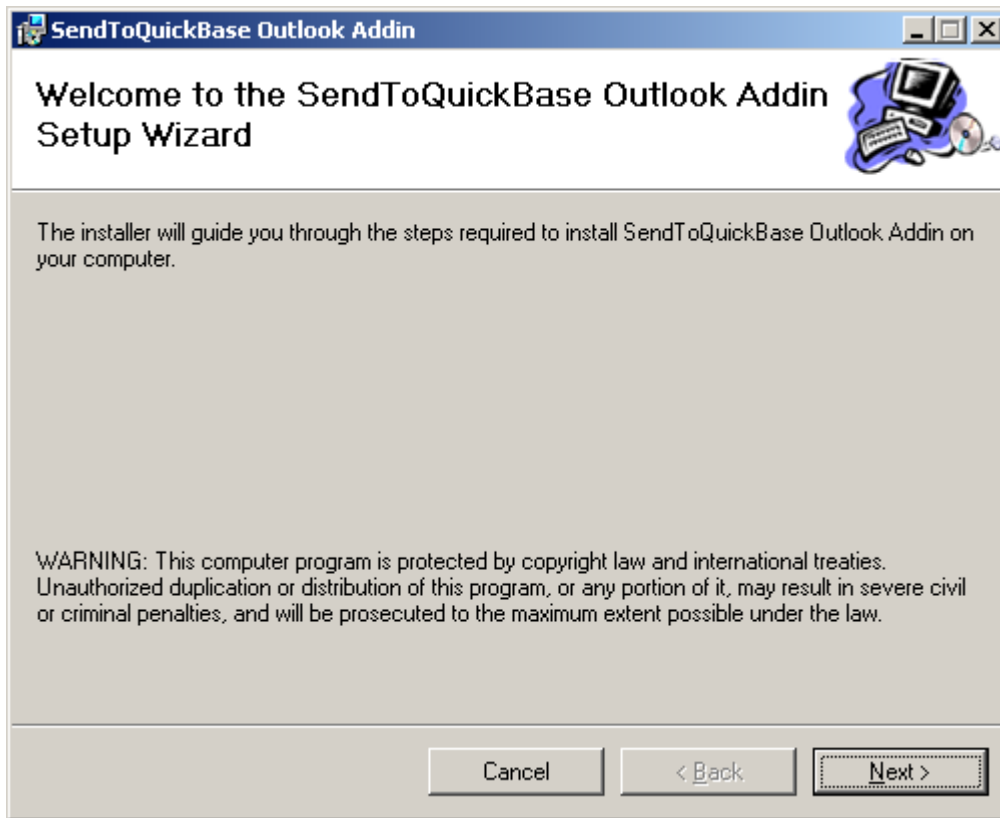 SendToQuickBase Outlook Addin
Welcome to the SendToQuickBase Outlook Addin
Setup Wizard
The installer will guide you through the steps required to install SendToQuickBase Outlook Addin on
your computer.
WARNING: This computer program is protected by copyright law and international treaties.
Unauthorized duplication or distribution of this program, or any portion of it, may result in severe civil
or criminal penalties, and will be prosecuted to the maximum extent possible under the law.
Cancel
< Back
Next >